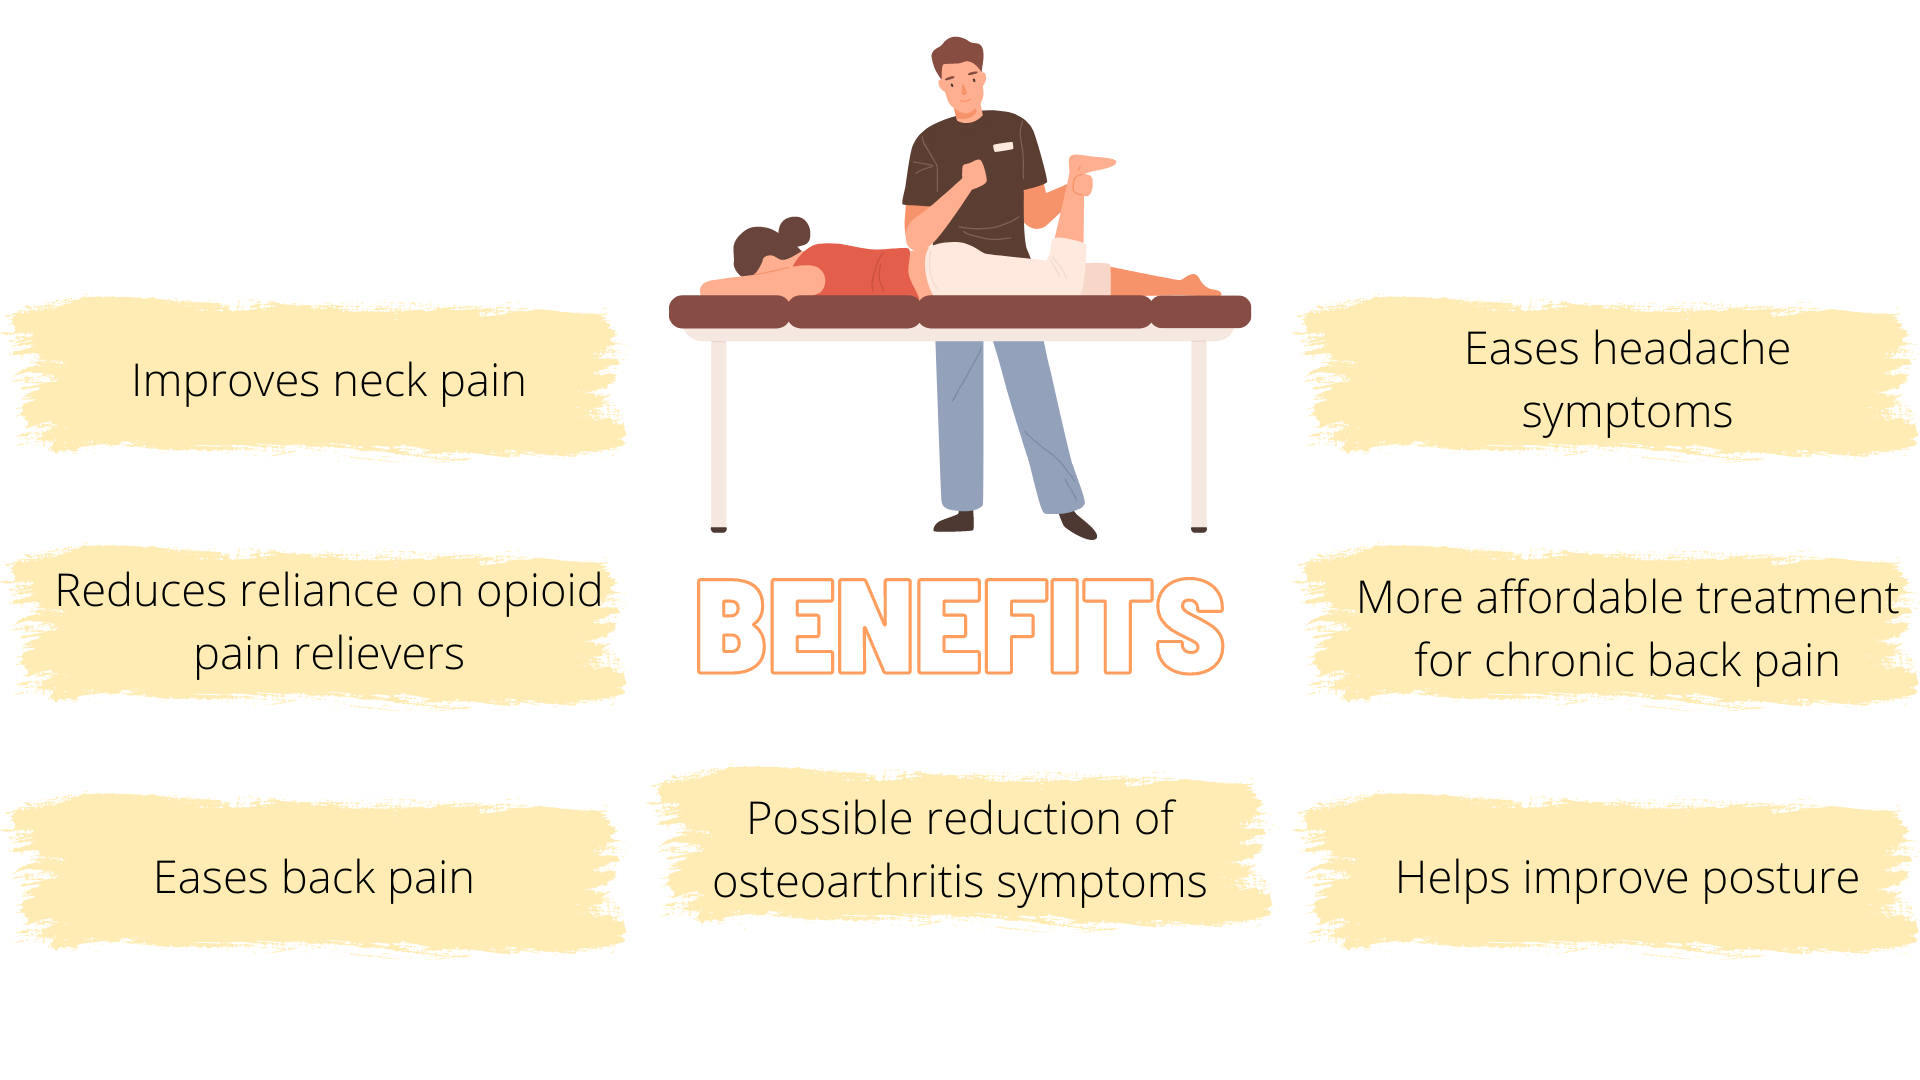 Improves neck pain
Reduces reliance on opioid
pain relievers
Eases back pain
BENEFITS
Possible reduction of
osteoarthritis symptoms
Eases headache
symptoms
More affordable treatment
for chronic back pain
Helps improve posture